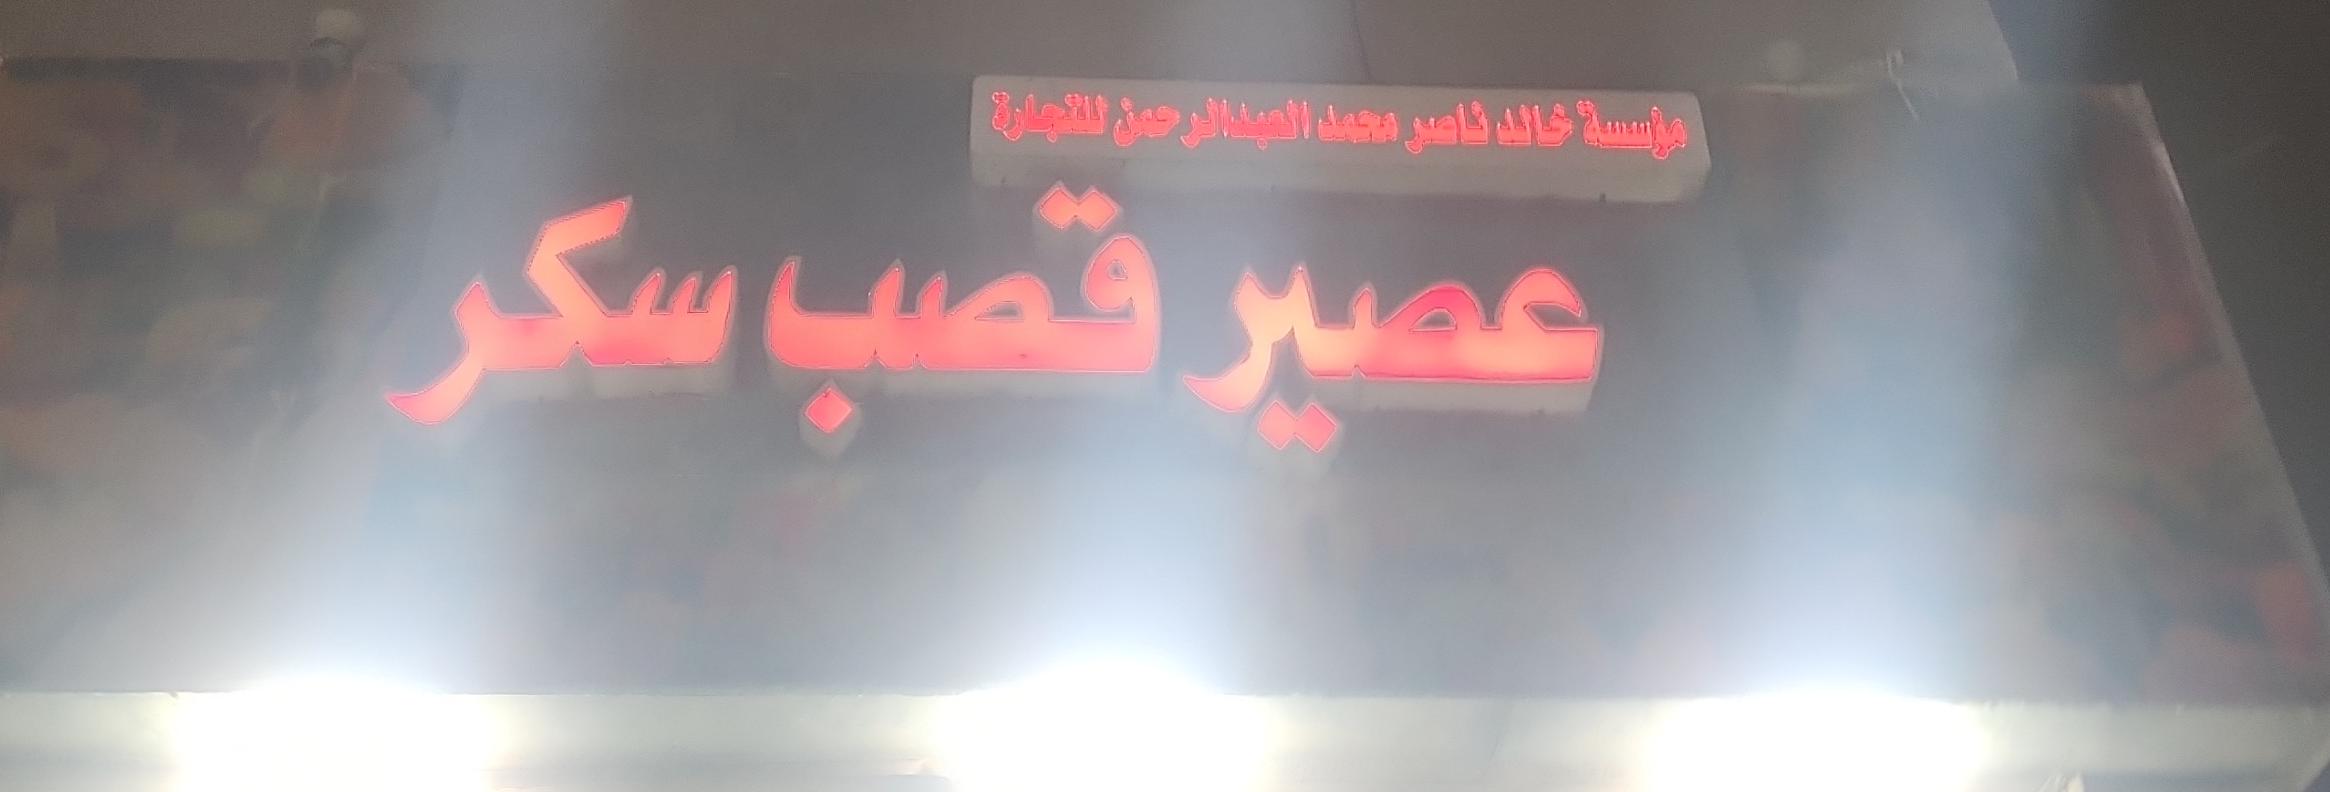 مؤسسة خالد ناصر محمد العبدالرحمن للتجارة
عصير قصب سكر